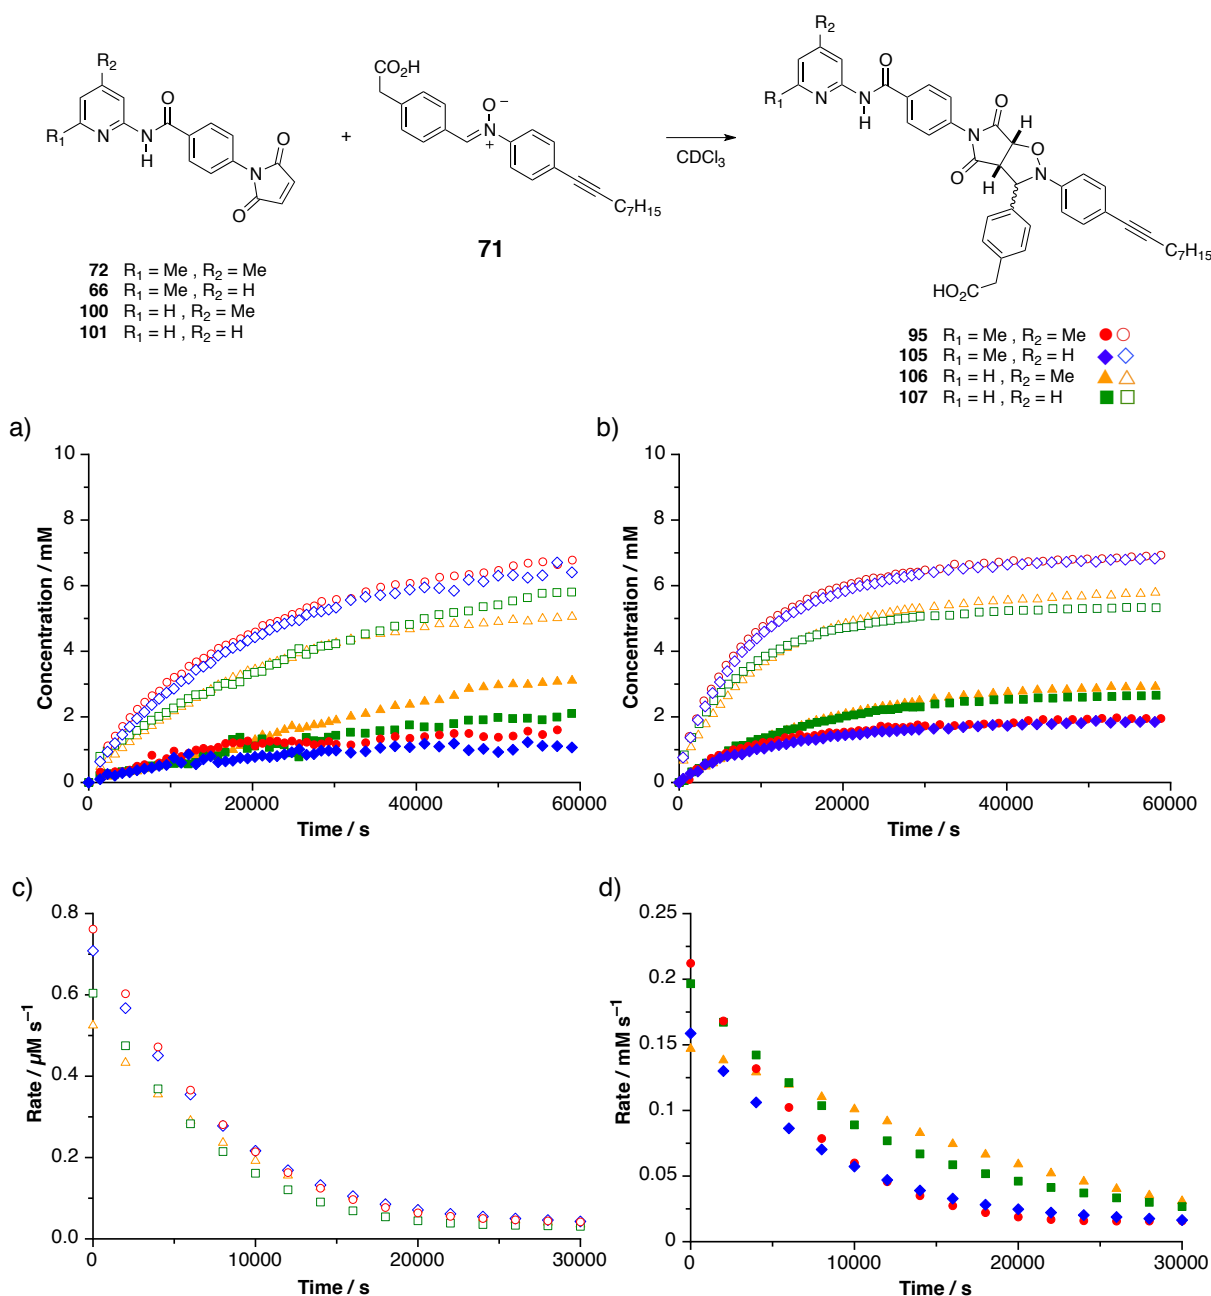 R2
O
R1
N
N
H
N
O
O
CO2H
O −
N
+
C7H15
+
CDCl3
71
72 R1 = Me , R2 = Me
66 R1 = Me , R2 = H
100 R1 = H , R2 = Me
101 R1 = H , R2 = H
R2
O
R1
N
N
H
O
N
O
H
H
O
N
C7H15
HO2C
95 R1 = Me , R2 = Me
105 R1 = Me , R2 = H
106 R1 = H , R2 = Me
107 R1 = H , R2 = H
a)
Concentration / mM
10
8
6
4
2
0
0 20000 40000 60000
Time / s
b)
Concentration / mM
10
8
6
4
2
0
0 20000 40000 60000
Time / s
c)
Rate / µM s−1
0.8
0.6
0.4
0.2
0.0
0 10000 20000 30000
Time / s
d)
Rate / mM s−1
0.25
0.2
0.15
0.1
0.05
0
0 10000 20000 30000
Time / s